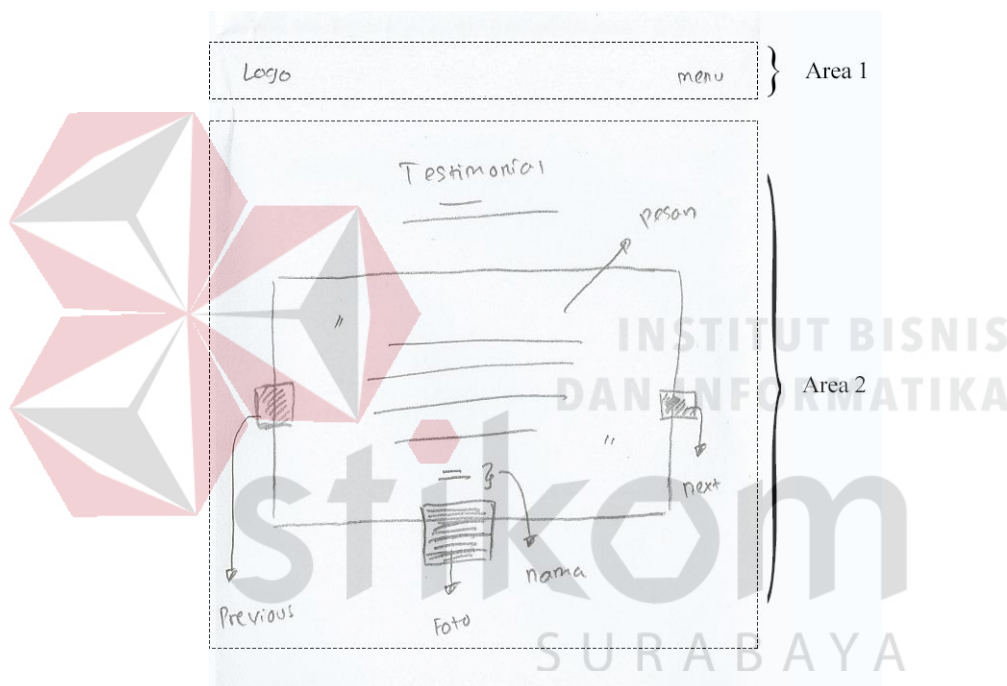 Logo
menu
Area 1
Testimonial
pesan
INSTITUT BISNIS
DAN INFORMATIKA
Area 2
next
stikom
nama
Previous
Foto
SURABAYA